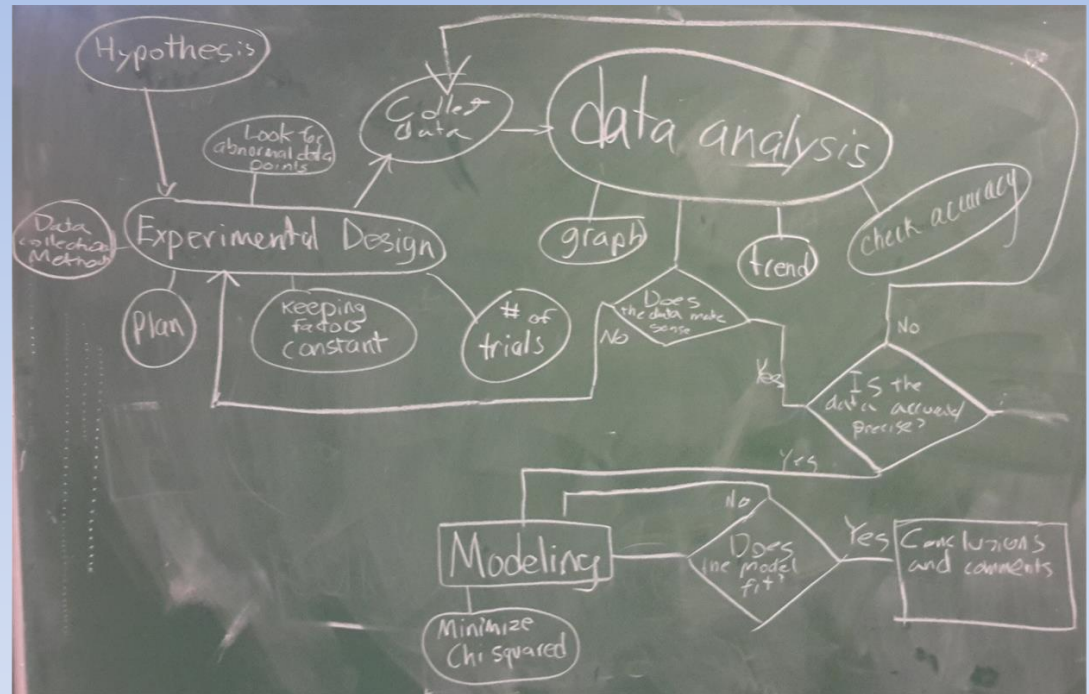 Hypothesis
Collect
data
data analysis
Look for
abnormal data
points
Data
collection
Methods
Experimental Design
graph
trend
check accuracy
Plan
Keeping
factors
constant
# of
trials
Does
the data make
sense
No
Yes
No
Is the
data accurate/
precise?
Yes
No
Modeling
Does
the model
fit?
Yes
Conclusions
and comments
Minimize
Chi squared